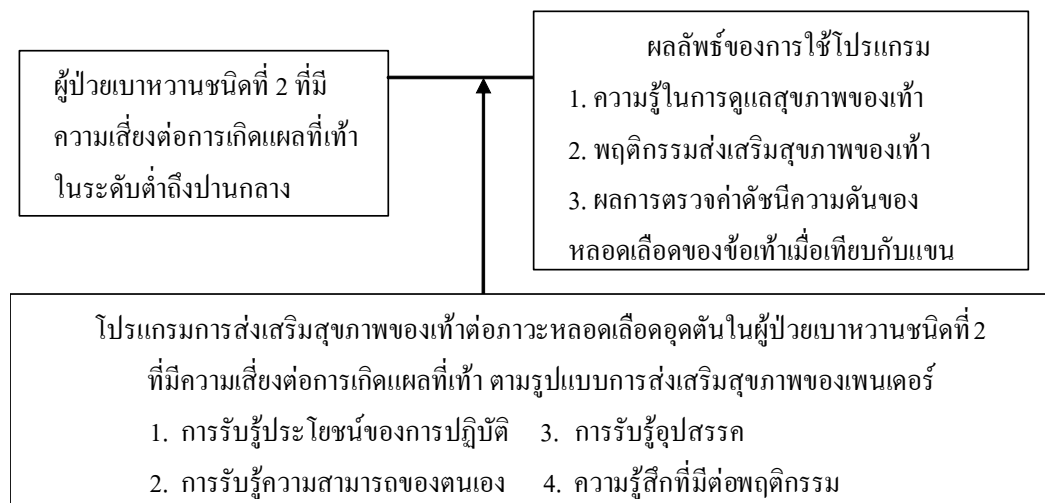 ผู้ป่วยเบาหวานชนิดที่ 2 ที่มี
ความเสี่ยงต่อการเกิดแผลที่เท้า
ในระดับต่ำถึงปานกลาง
ผลลัพธ์ของการใช้โปรแกรม
1. ความรู้ในการดูแลสุขภาพของเท้า
2. พฤติกรรมส่งเสริมสุขภาพของเท้า
3. ผลการตรวจค่าดัชนีความดันของ
หลอดเลือดของข้อเท้าเมื่อเทียบกับแขน
โปรแกรมการส่งเสริมสุขภาพของเท้าต่อภาวะหลอดเลือดอุดตันในผู้ป่วยเบาหวานชนิดที่ 2
ที่มีความเสี่ยงต่อการเกิดแผลที่เท้า ตามรูปแบบการส่งเสริมสุขภาพของเพนเดอร์
1. การรับรู้ประโยชน์ของการปฏิบัติ 3. การรับรู้อุปสรรค
2. การรับรู้ความสามารถของตนเอง 4. ความรู้สึกที่มีต่อพฤติกรรม